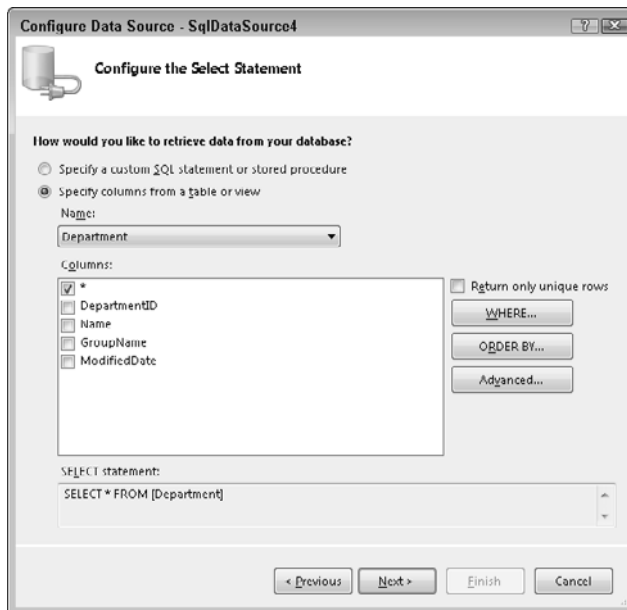 Configure Data Source - SqlDataSource4
Configure the Select Statement
How would you like to retrieve data from your database?
Specify a custom SQL statement or stored procedure
Specify columns from a table or view
Name:
Department
Columns:
*
DepartmentID
Name
GroupName
ModifiedDate
Return only unique rows
WHERE...
ORDER BY...
Advanced...
SELECT statement:
SELECT * FROM [Department]
< Previous
Next >
Finish
Cancel